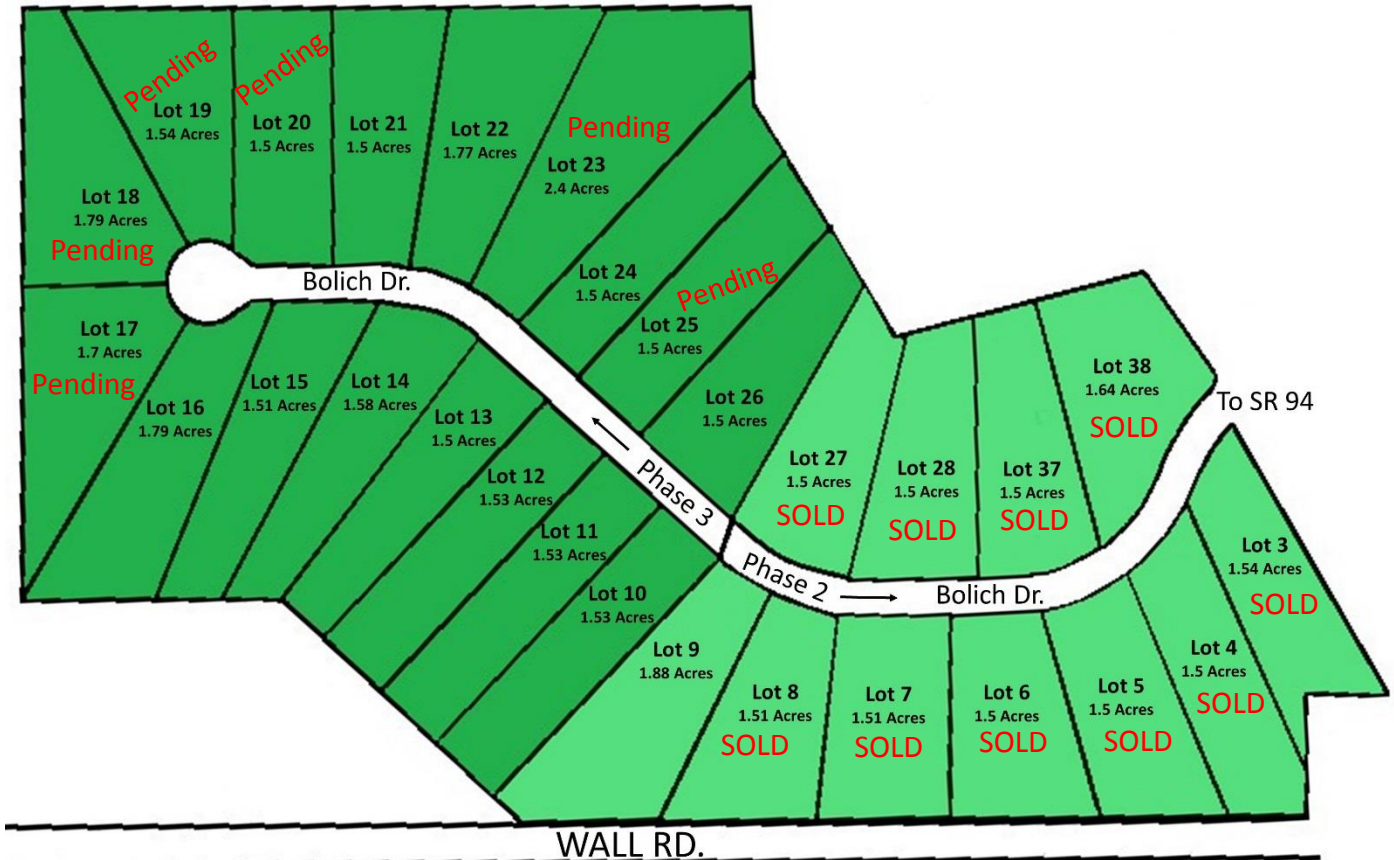 Pending
Lot 19
1.54 Acres
Pending
Lot 20
1.5 Acres
Lot 21
1.5 Acres
Lot 22
1.77 Acres
Pending
Lot 23
2.4 Acres
Lot 18
1.79 Acres
Pending
Bolich Dr.
Lot 24
1.5 Acres
Pending
Lot 25
1.5 Acres
Lot 26
1.5 Acres
Lot 17
1.7 Acres
Pending
Lot 16
1.79 Acres
Lot 15
1.51 Acres
Lot 14
1.58 Acres
Lot 13
1.5 Acres
Lot 12
1.53 Acres
Lot 11
1.53 Acres
Lot 10
1.53 Acres
Phase 3
Lot 27
1.5 Acres
SOLD
Lot 28
1.5 Acres
SOLD
Lot 37
1.5 Acres
SOLD
Lot 38
1.64 Acres
SOLD
To SR 94
Phase 2
Bolich Dr.
Lot 9
1.88 Acres
Lot 8
1.51 Acres
SOLD
Lot 7
1.51 Acres
SOLD
Lot 6
1.5 Acres
SOLD
Lot 5
1.5 Acres
SOLD
Lot 4
1.5 Acres
SOLD
Lot 3
1.54 Acres
SOLD
WALL RD.